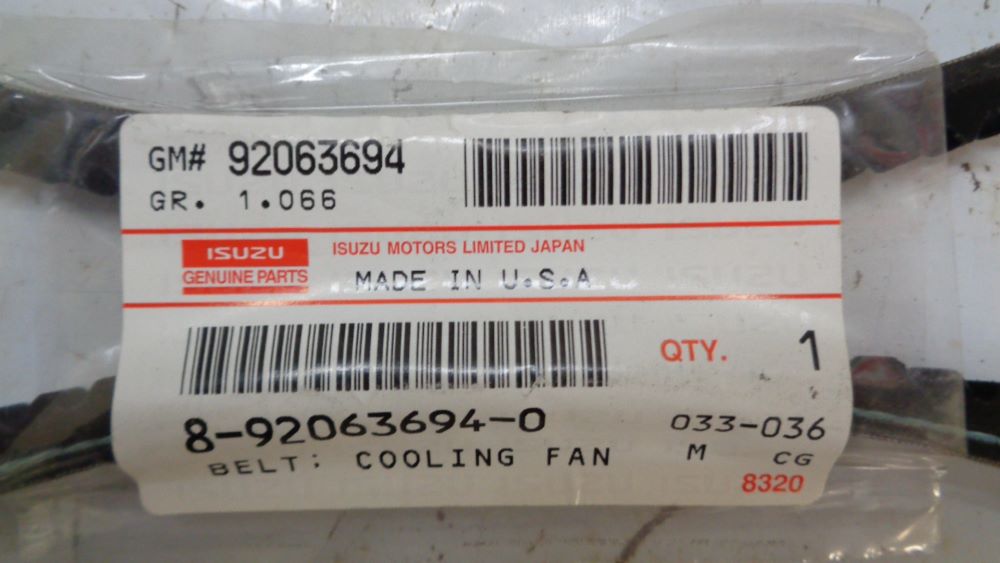 GM# 92063694
GR. 1.066
ISUZU
GENUINE PARTS
ISUZU MOTORS LIMITED JAPAN
MADE IN U.S.A
QTY. 1
8-92063694-0
033-036
BELT; COOLING FAN
M CG
8320